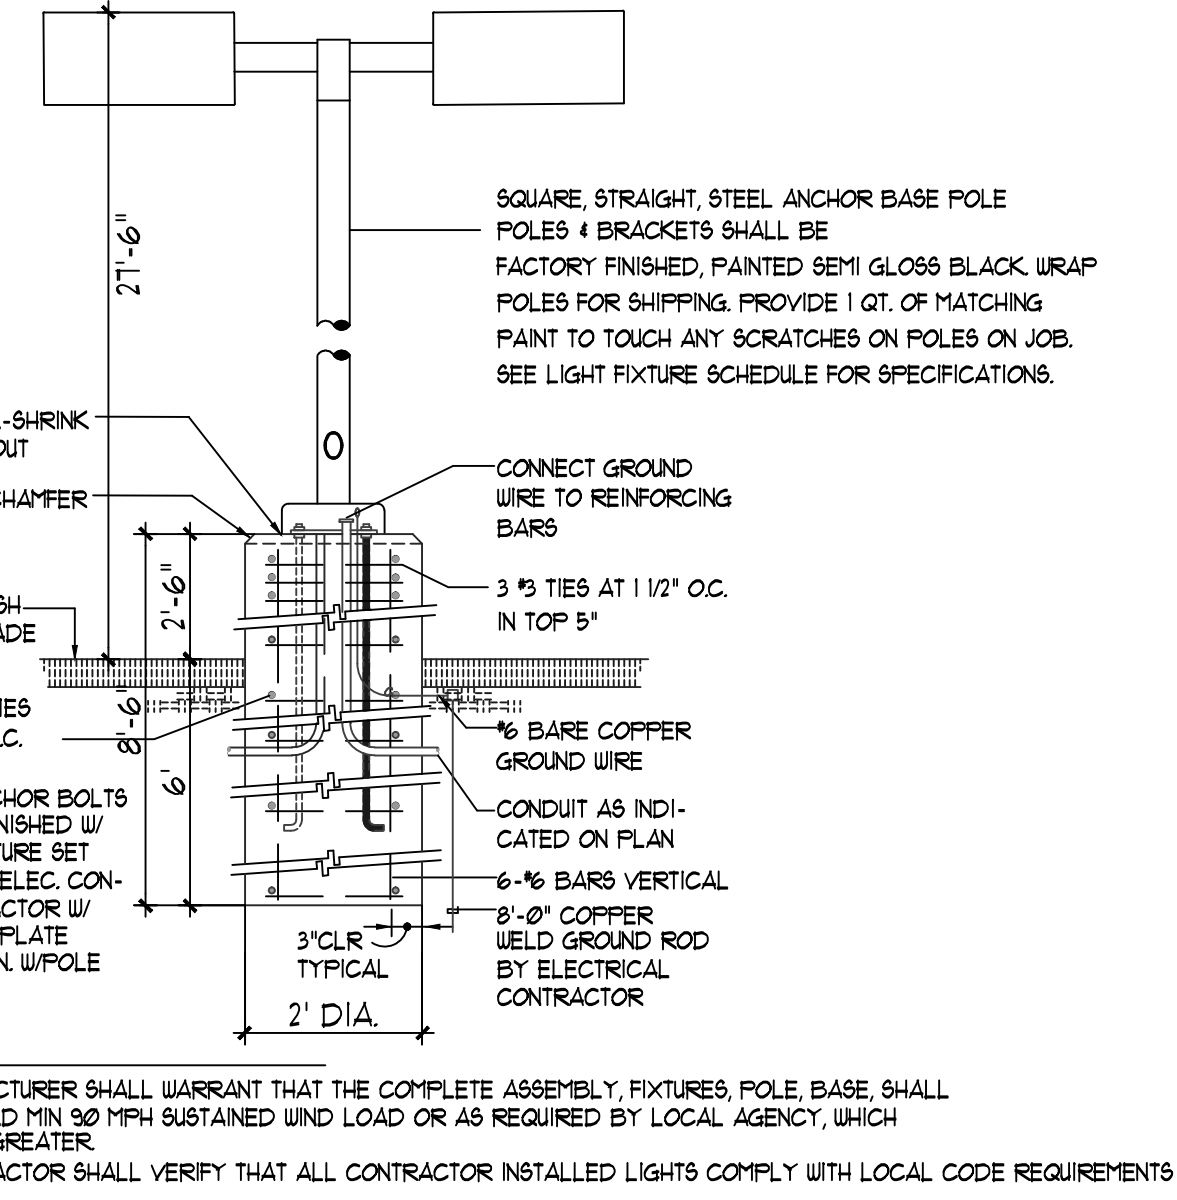 27'-6"
SQUARE, STRAIGHT, STEEL ANCHOR BASE POLE
POLES & BRACKETS SHALL BE
FACTORY FINISHED, PAINTED SEMI GLOSS BLACK. WRAP
POLES FOR SHIPPING. PROVIDE 1 QT. OF MATCHING
PAINT TO TOUCH ANY SCRATCHES ON POLES ON JOB.
SEE LIGHT FIXTURE SCHEDULE FOR SPECIFICATIONS.
-SHRINK
OUT
CHAMFER
CONNECT GROUND
WIRE TO REINFORCING
BARS
2'-6"
3 #3 TIES AT 1 1/2" O.C.
IN TOP 5"
SH
ADE
IES
.C.
8'-6"
6'
#6 BARE COPPER
GROUND WIRE
CHOR BOLTS
NISHED W/
TURE SET
ELEC. CON-
ACTOR W/
PLATE
N. W/POLE
CONDUIT AS INDI-
CATED ON PLAN
6-#6 BARS VERTICAL
8'-0" COPPER
WELD GROUND ROD
BY ELECTRICAL
CONTRACTOR
3"CLR
TYPICAL
2' DIA.
CTURER SHALL WARRANT THAT THE COMPLETE ASSEMBLY, FIXTURES, POLE, BASE, SHALL
D MIN 90 MPH SUSTAINED WIND LOAD OR AS REQUIRED BY LOCAL AGENCY, WHICH
GREATER.
ACTOR SHALL VERIFY THAT ALL CONTRACTOR INSTALLED LIGHTS COMPLY WITH LOCAL CODE REQUIREMENTS